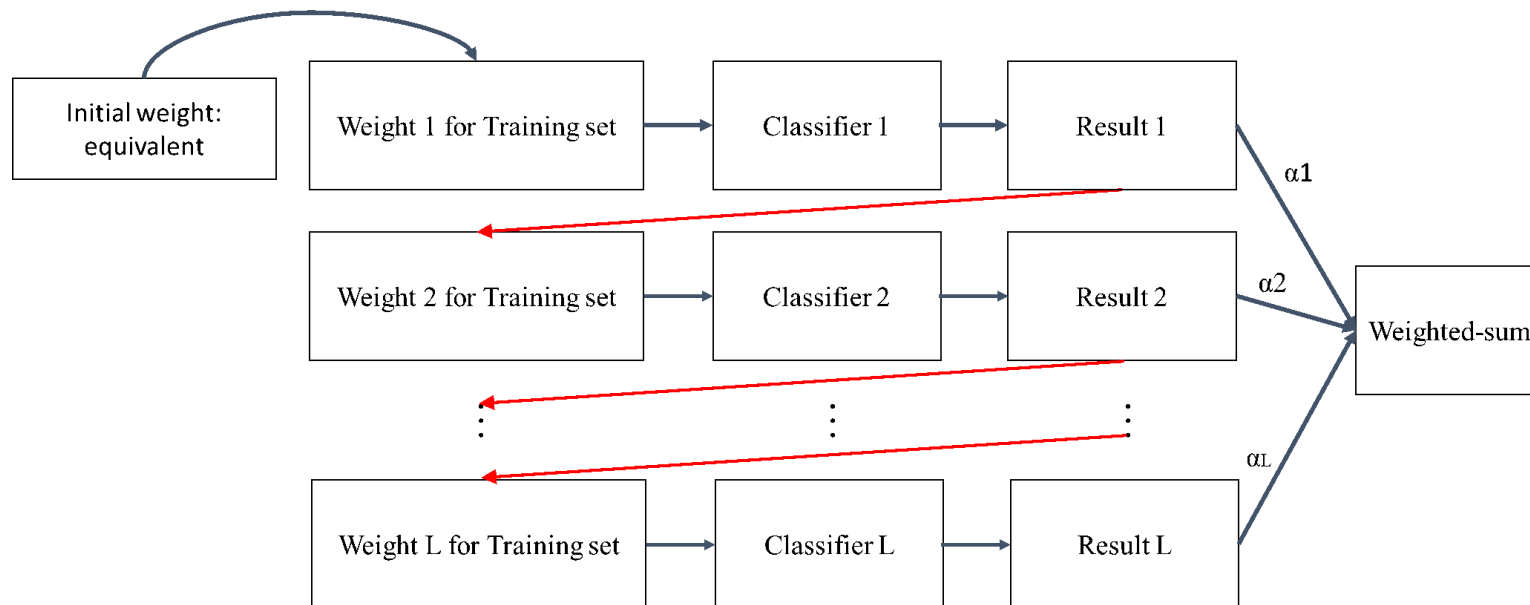 Initial weight:
equivalent
Weight 1 for Training set
Classifier 1
Result 1
α1
Weight 2 for Training set
Classifier 2
Result 2
α2
Weighted-sum
αL
Weight L for Training set
Classifier L
Result L